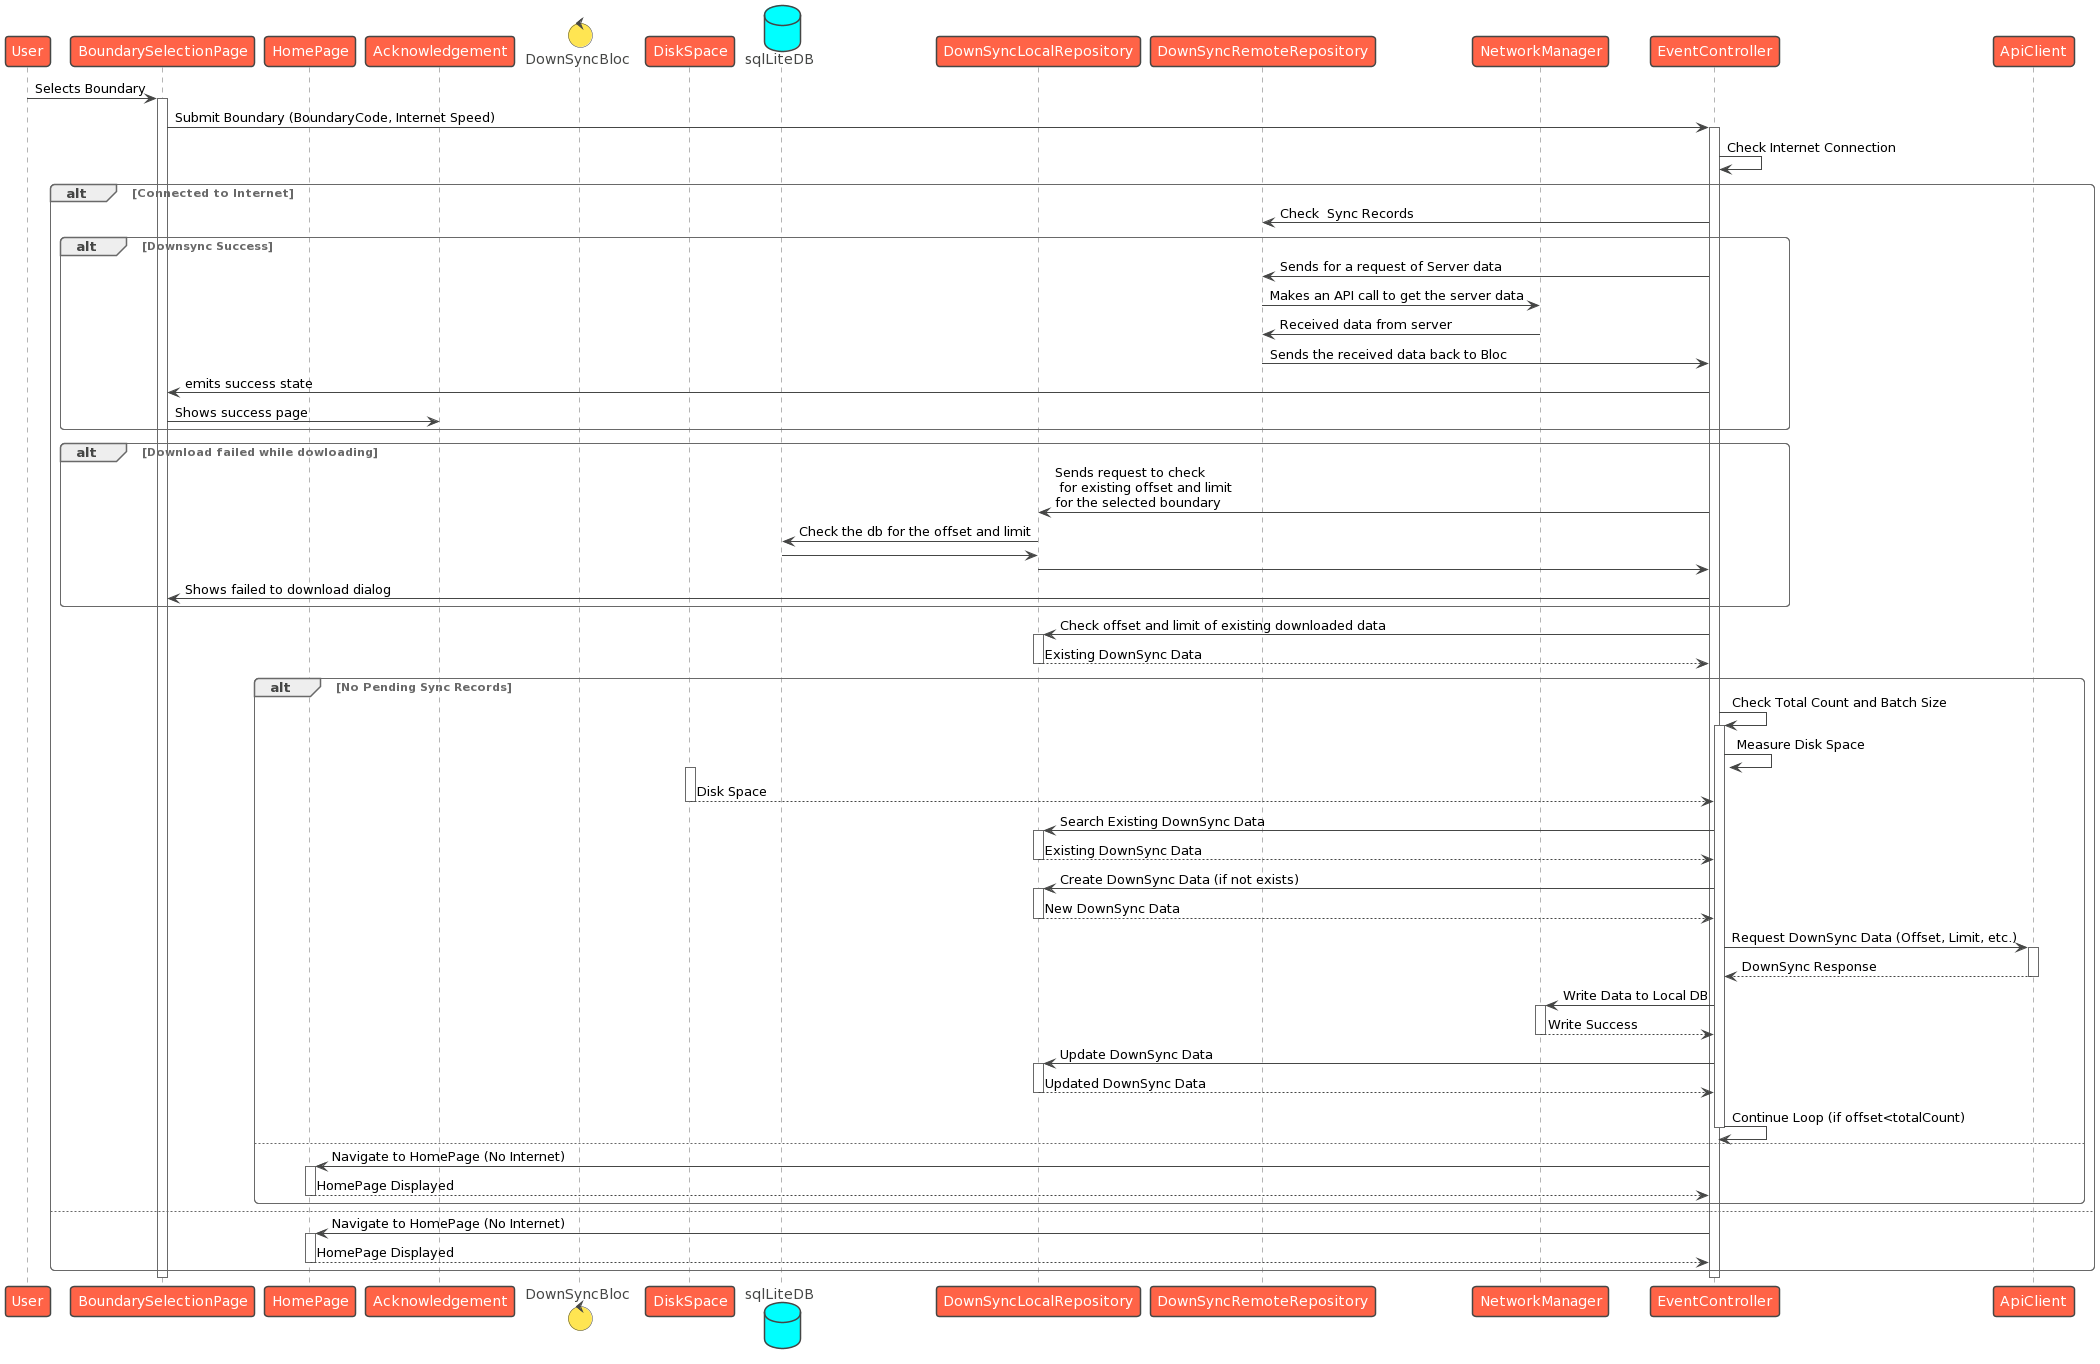 User
BoundarySelectionPage
HomePage
Acknowledgement
DownSyncBloc
DiskSpace
sqlLiteDB
DownSyncLocalRepository
DownSyncRemoteRepository
NetworkManager
EventController
ApiClient
Selects Boundary
Submit Boundary (BoundaryCode, Internet Speed)
Check Internet Connection
alt [Connected to Internet]
Check  Sync Records
alt [Downsync Success]
Sends for a request of Server data
Makes an API call to get the server data
Received data from server
Sends the received data back to Bloc
emits success state
Shows success page
alt [Download failed while dowloading]
Sends request to check
for existing offset and limit
for the selected boundary
Check the db for the offset and limit
Shows failed to download dialog
Check offset and limit of existing downloaded data
Existing DownSync Data
alt [No Pending Sync Records]
Check Total Count and Batch Size
Measure Disk Space
Disk Space
Search Existing DownSync Data
Existing DownSync Data
Create DownSync Data (if not exists)
New DownSync Data
Request DownSync Data (Offset, Limit, etc.)
DownSync Response
Write Data to Local DB
Write Success
Update DownSync Data
Updated DownSync Data
Continue Loop (if offset<totalCount)
Navigate to HomePage (No Internet)
HomePage Displayed
Navigate to HomePage (No Internet)
HomePage Displayed
User
BoundarySelectionPage
HomePage
Acknowledgement
DownSyncBloc
DiskSpace
sqlLiteDB
DownSyncLocalRepository
DownSyncRemoteRepository
NetworkManager
EventController
ApiClient